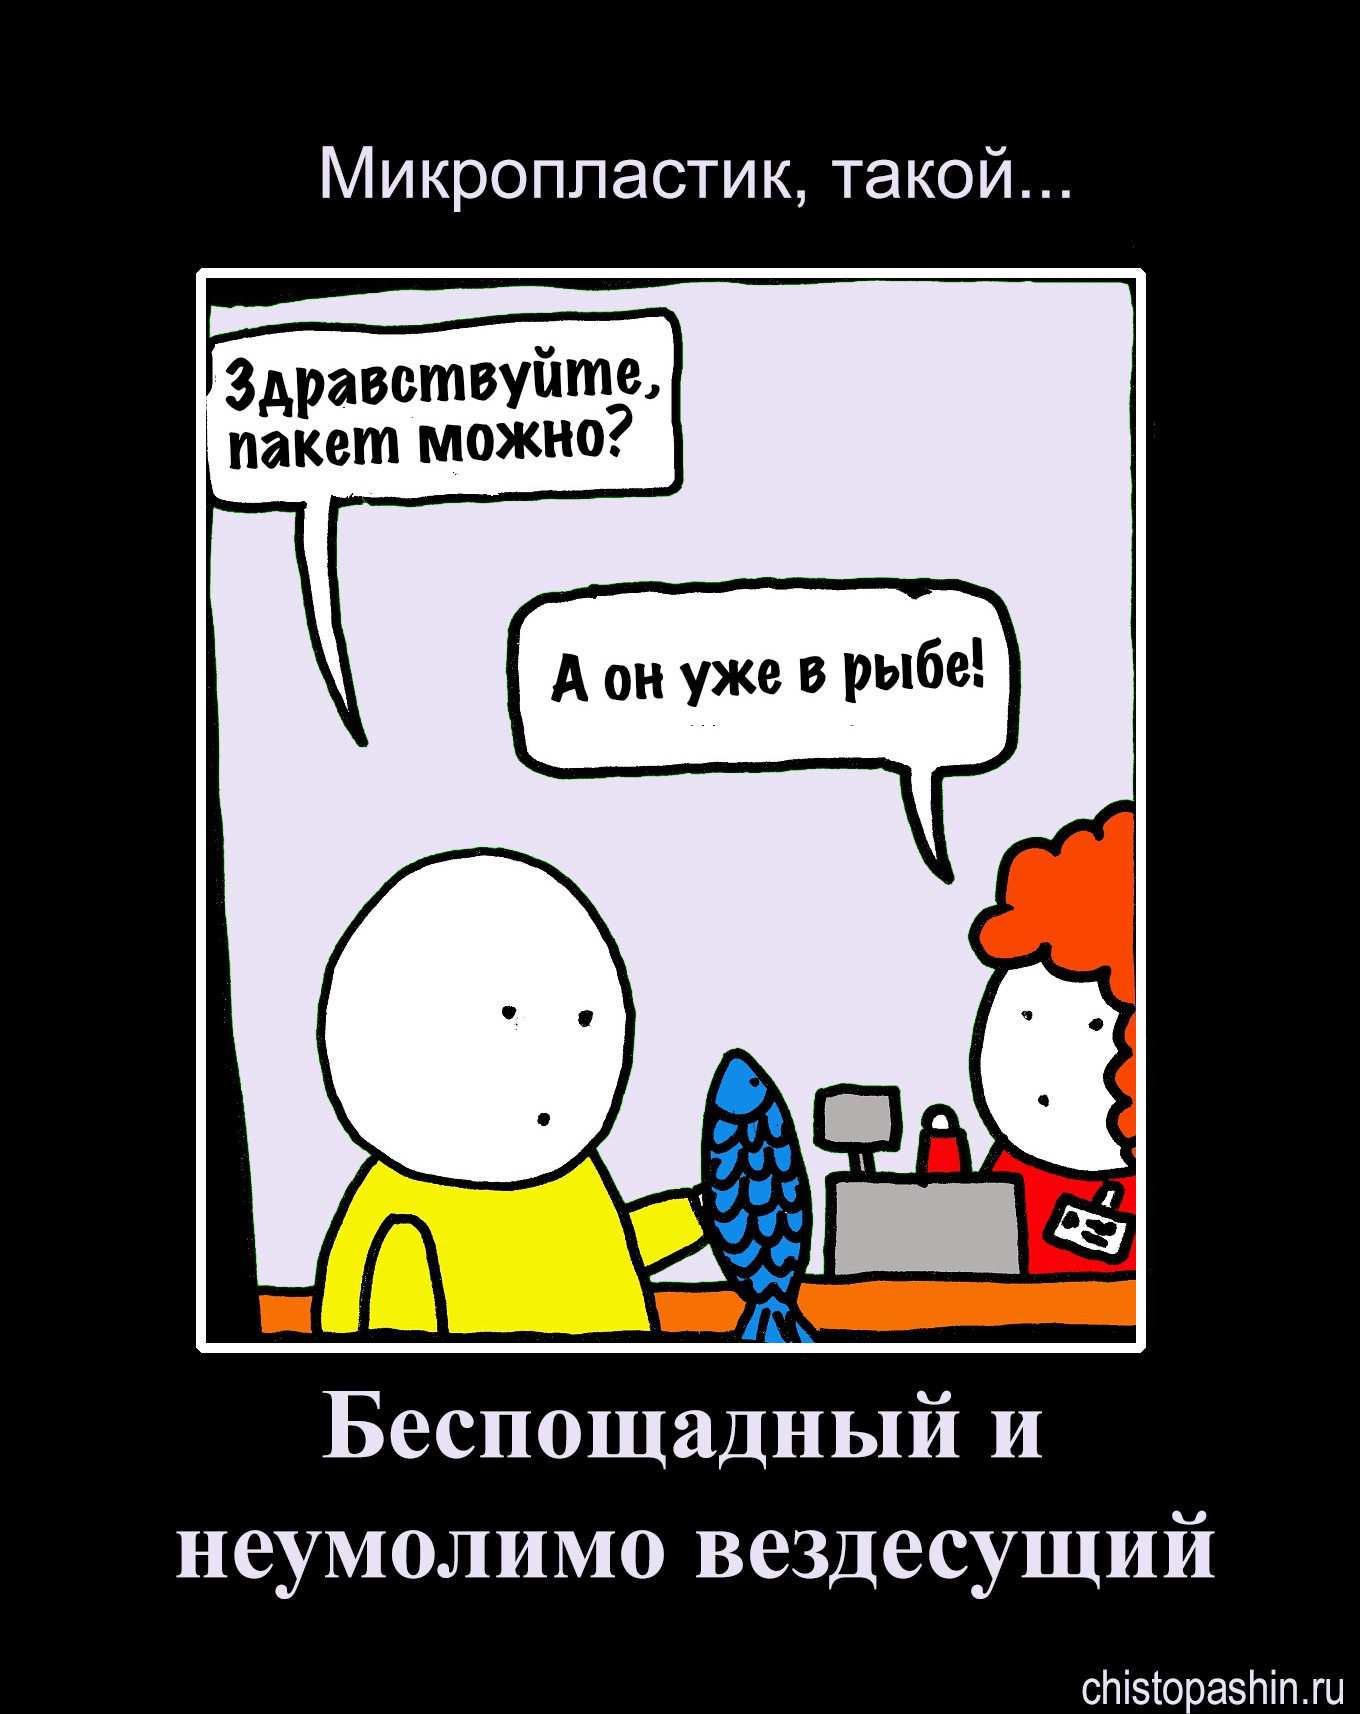 Микропластик, такой...
Здравствуйте,
пакет можно?
А он уже в рыбе!
Беспощадный и
неумолимо вездесущий
chistopashin.ru